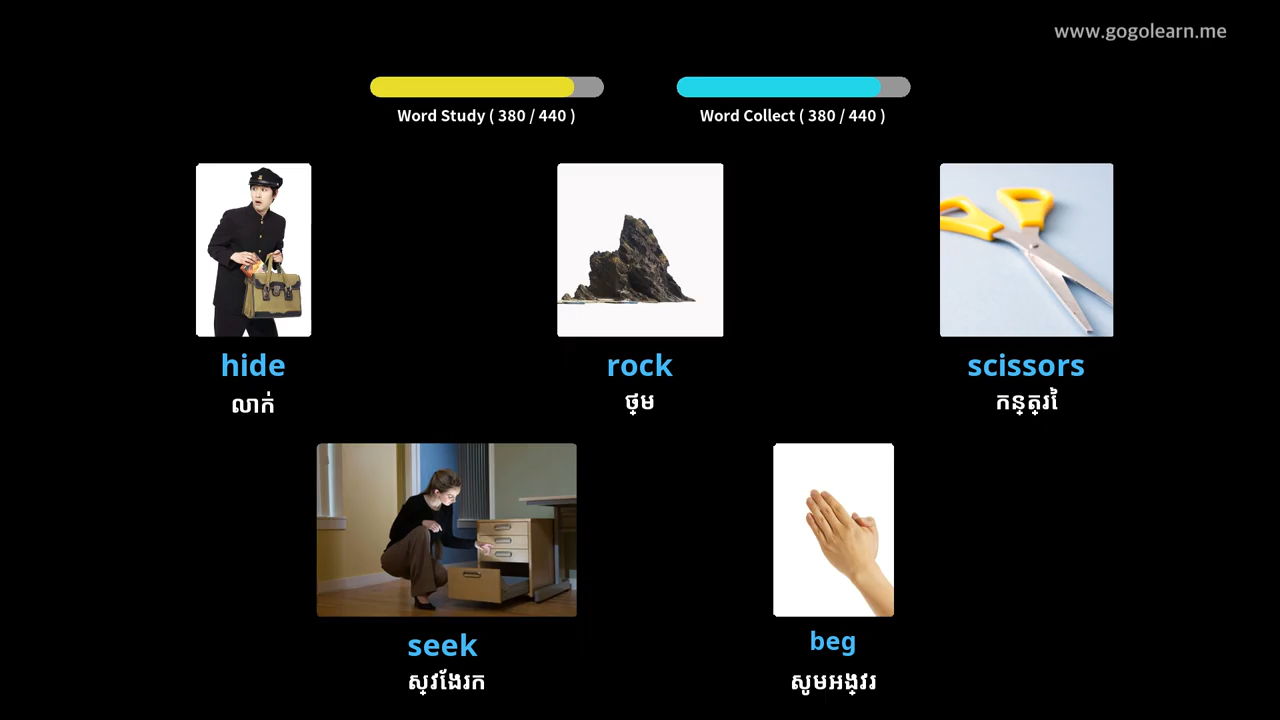 www.gogolearn.me
Word Study ( 380 / 440 )
Word Collect ( 380 / 440 )
hide
លាក់
rock
ថ្ម
scissors
កន្ត្រៃ
seek
ស្វែងរក
beg
សូមអង្វរ